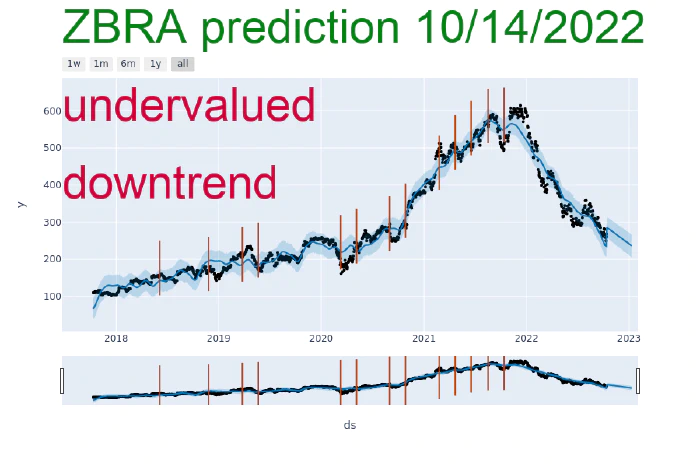 ZBRA prediction 10/14/2022
1w 1m 6m 1y all
undervalued
downtrend
600
500
400
300
200
100
y
2018 2019 2020 2021 2022 2023
ds